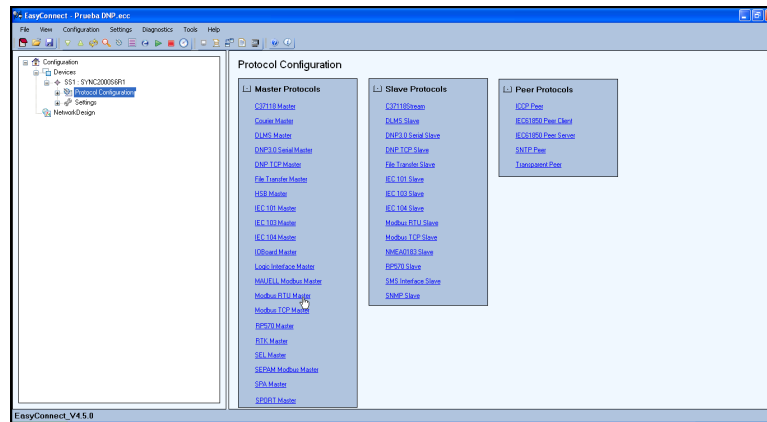 EasyConnect - Prueba DNP.ecc
File View Configuration Settings Diagnostics Tools Help
Configuration
Devices
SS1 : SYNC2000S6R1
Protocol Configuration
Settings
NetworkDesign
Protocol Configuration
Master Protocols
C37118 Master
Courier Master
DLMS Master
DNP3.0 Serial Master
DNP TCP Master
File Transfer Master
HSB Master
IEC 101 Master
IEC 103 Master
IEC 104 Master
IOBoard Master
Logic Interface Master
MAUELL Modbus Master
Modbus RTU Master
Modbus TCP Master
RP570 Master
RTK Master
SEL Master
SEPAM Modbus Master
SPA Master
SPORT Master
Slave Protocols
C37118Stream
DLMS Slave
DNP3.0 Serial Slave
DNP TCP Slave
File Transfer Slave
IEC 101 Slave
IEC 103 Slave
IEC 104 Slave
Modbus RTU Slave
Modbus TCP Slave
NMEA0183 Slave
RP570 Slave
SMS Interface Slave
SNMP Slave
Peer Protocols
ICCP Peer
IEC61850 Peer Client
IEC61850 Peer Server
SNTP Peer
Transparent Peer
EasyConnect_V4.5.0